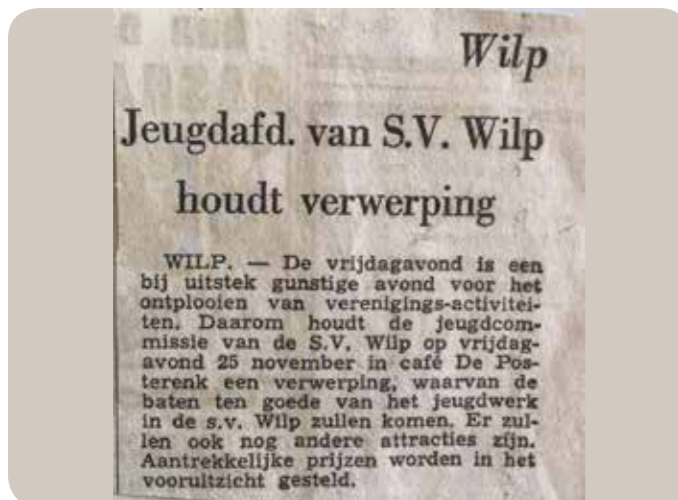 Wilp
Jeugdafd. van S.V. Wilp
houdt verwerping
WILP. — De vrijdagavond is een
bij uitstek gunstige avond voor het
ontplooien van verenigings-activitei-
ten. Daarom houdt de jeugdcom-
missie van de S.V. Wilp op vrijdag-
avond 25 november in café De Pos-
terenk een verwerping, waarvan de
baten ten goede van het jeugdwerk
in de s.v. Wilp zullen komen. Er zul-
len ook nog andere attracties zijn.
Aantrekkelijke prijzen worden in het
vooruitzicht gesteld.